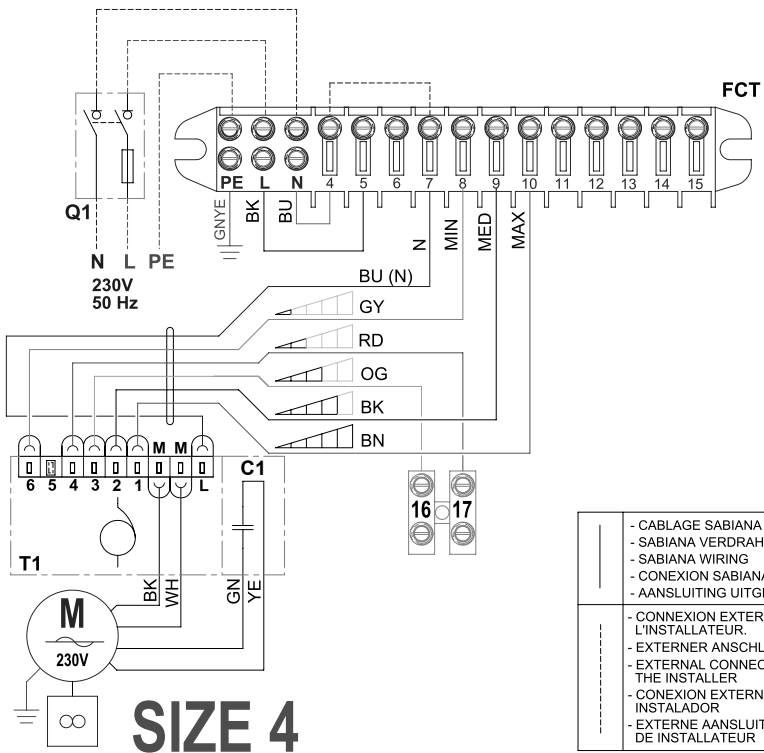 FCT
PE L N 4 5 6 7 8 9 10 11 12 13 14 15
Q1
GNYE
BK
BU
N
MIN
MED
MAX
N L PE
230V
50 Hz
BU (N)
GY
RD
OG
BK
BN
M M
6 5 4 3 2 1 L
C1
T1
16 17
BK
WH
GN
YE
M
230V
SIZE 4
- CABLAGE SABIANA
- SABIANA VERDRAH
- SABIANA WIRING
- CONEXION SABIANA
- AANSLUITING UITG
- CONNEXION EXTER
L'INSTALLATEUR.
- EXTERNER ANSCHL
- EXTERNAL CONNEC
THE INSTALLER
- CONEXION EXTERN
INSTALADOR
- EXTERNE AANSLUIT
DE INSTALLATEUR